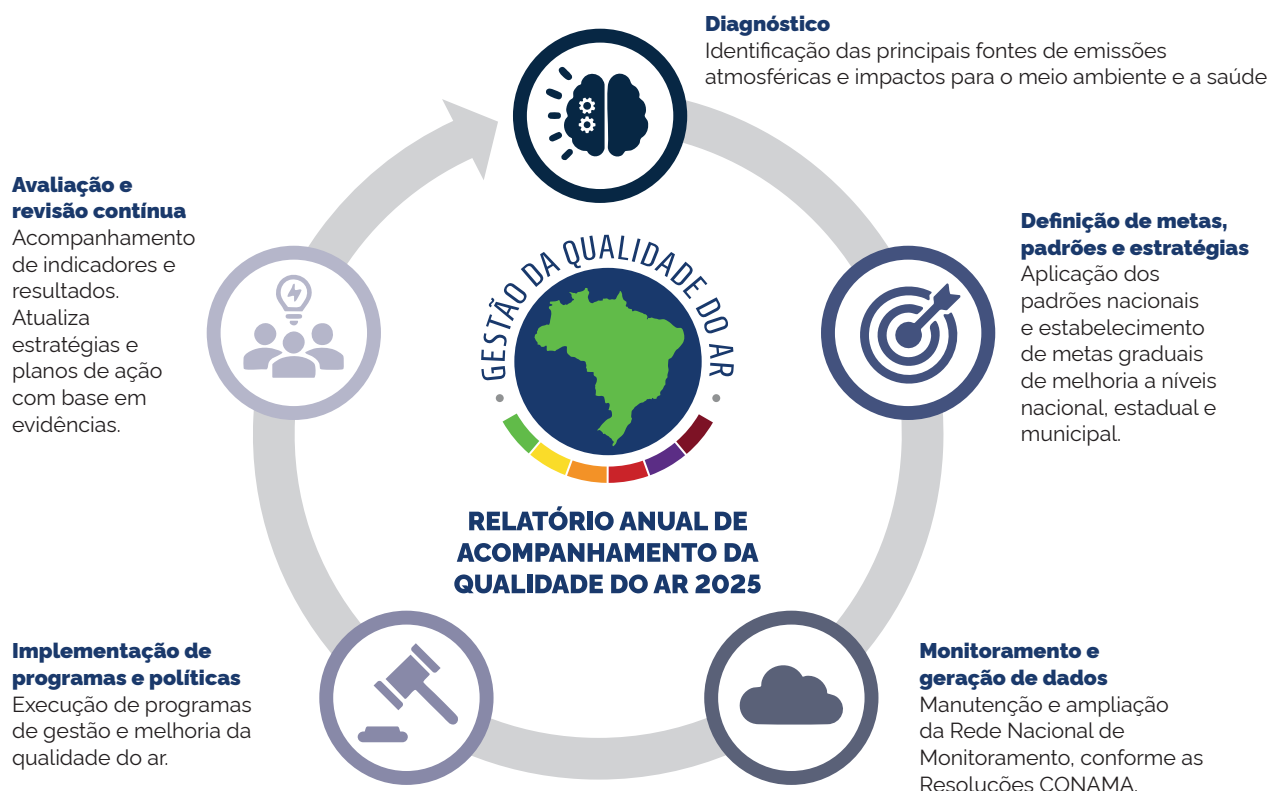 Diagnóstico
Identificação das principais fontes de emissões
atmosféricas e impactos para o meio ambiente e a saúde
Definição de metas,
padrões e estratégias
Aplicação dos
padrões nacionais
e estabelecimento
de metas graduais
de melhoria a níveis
nacional, estadual e
municipal.
Monitoramento e
geração de dados
Manutenção e ampliação
da Rede Nacional de
Monitoramento, conforme as
Resoluções CONAMA.
Implementação de
programas e políticas
Execução de programas
de gestão e melhoria da
qualidade do ar.
Avaliação e
revisão contínua
Acompanhamento
de indicadores e
resultados.
Atualiza
estratégias e
planos de ação
com base em
evidências.
GESTÃO DA QUALIDADE DO AR
RELATÓRIO ANUAL DE
ACOMPANHAMENTO DA
QUALIDADE DO AR 2025